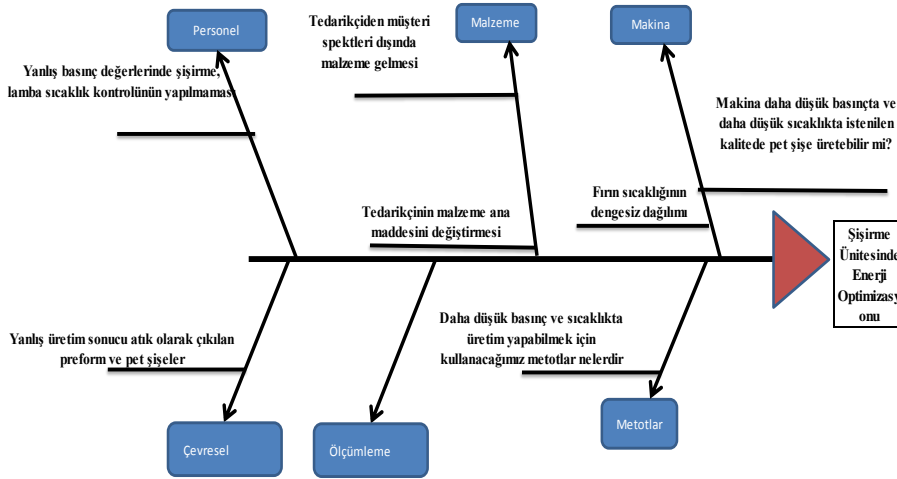 Personel
Malzeme
Makina
Tedarikçiden müşteri
spektleri dışında
malzeme gelmesi
Yanlış basınç değerlerinde şişirme,
lamba sıcaklık kontrolünün yapılmaması
Makina daha düşük basınçta ve
daha düşük sıcaklıkta istenilen
kalitede pet şişe üretebilir mi?
Tedarikçinin malzeme ana
maddesini değiştirmesi
Fırın sıcaklığının
dengesiz dağılımı
Şişirme
Ünitesinde
Enerji
Optimizasy
onu
Yanlış üretim sonucu atık olarak çıkılan
preform ve pet şişeler
Daha düşük basınç ve sıcaklıkta
üretim yapabilmek için
kullanacağımız metotlar nelerdir
Çevresel
Ölçümleme
Metotlar